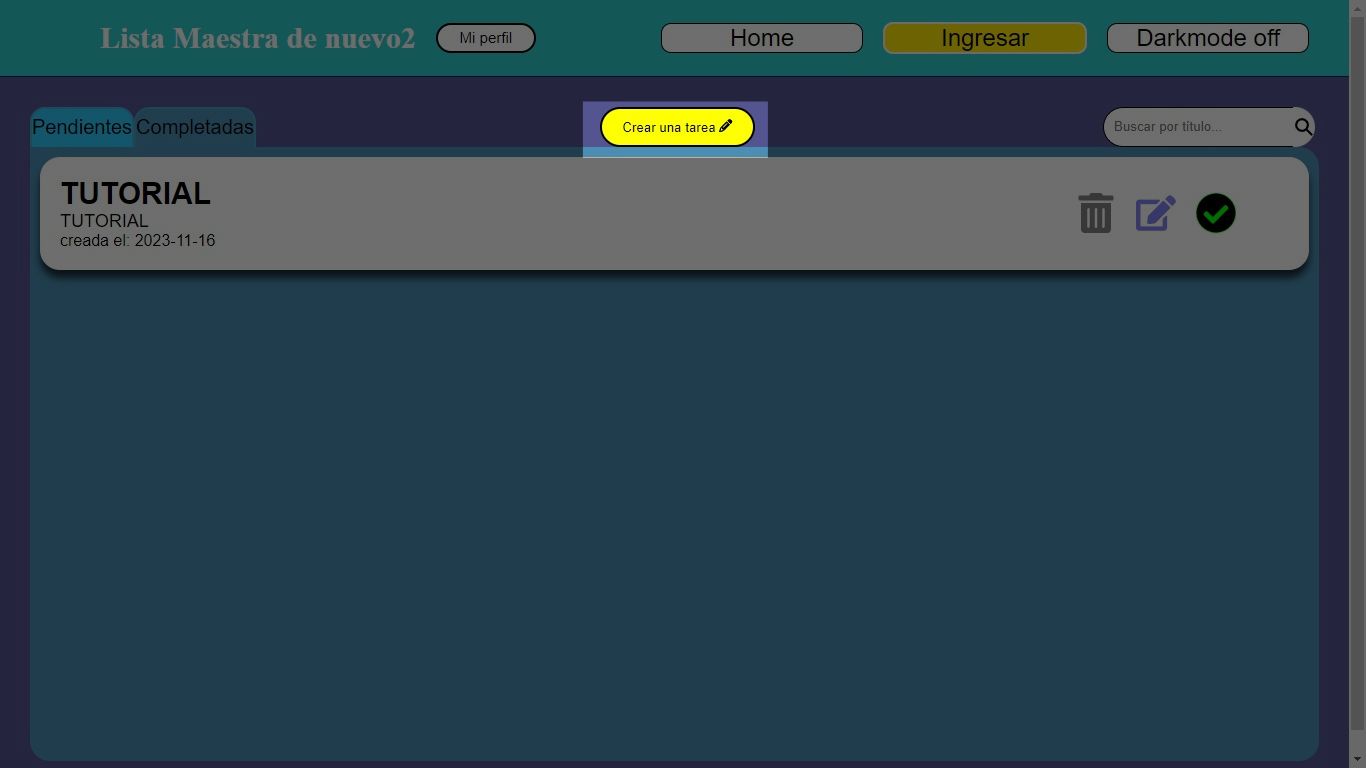 Lista Maestra de nuevo2
Mi perfil
Home
Ingresar
Darkmode off
Pendientes
Completadas
Crear una tarea
Buscar por título...
TUTORIAL
TUTORIAL
creada el: 2023-11-16